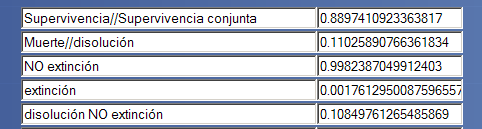 Supervivencia//Supervivencia conjunta 0.8897410923363817
Muerte//disolución 0.11025890766361834
NO extinción 0.9982387049912403
extinción 0.0017612950087596557
disolución NO extinción 0.10849761265485869